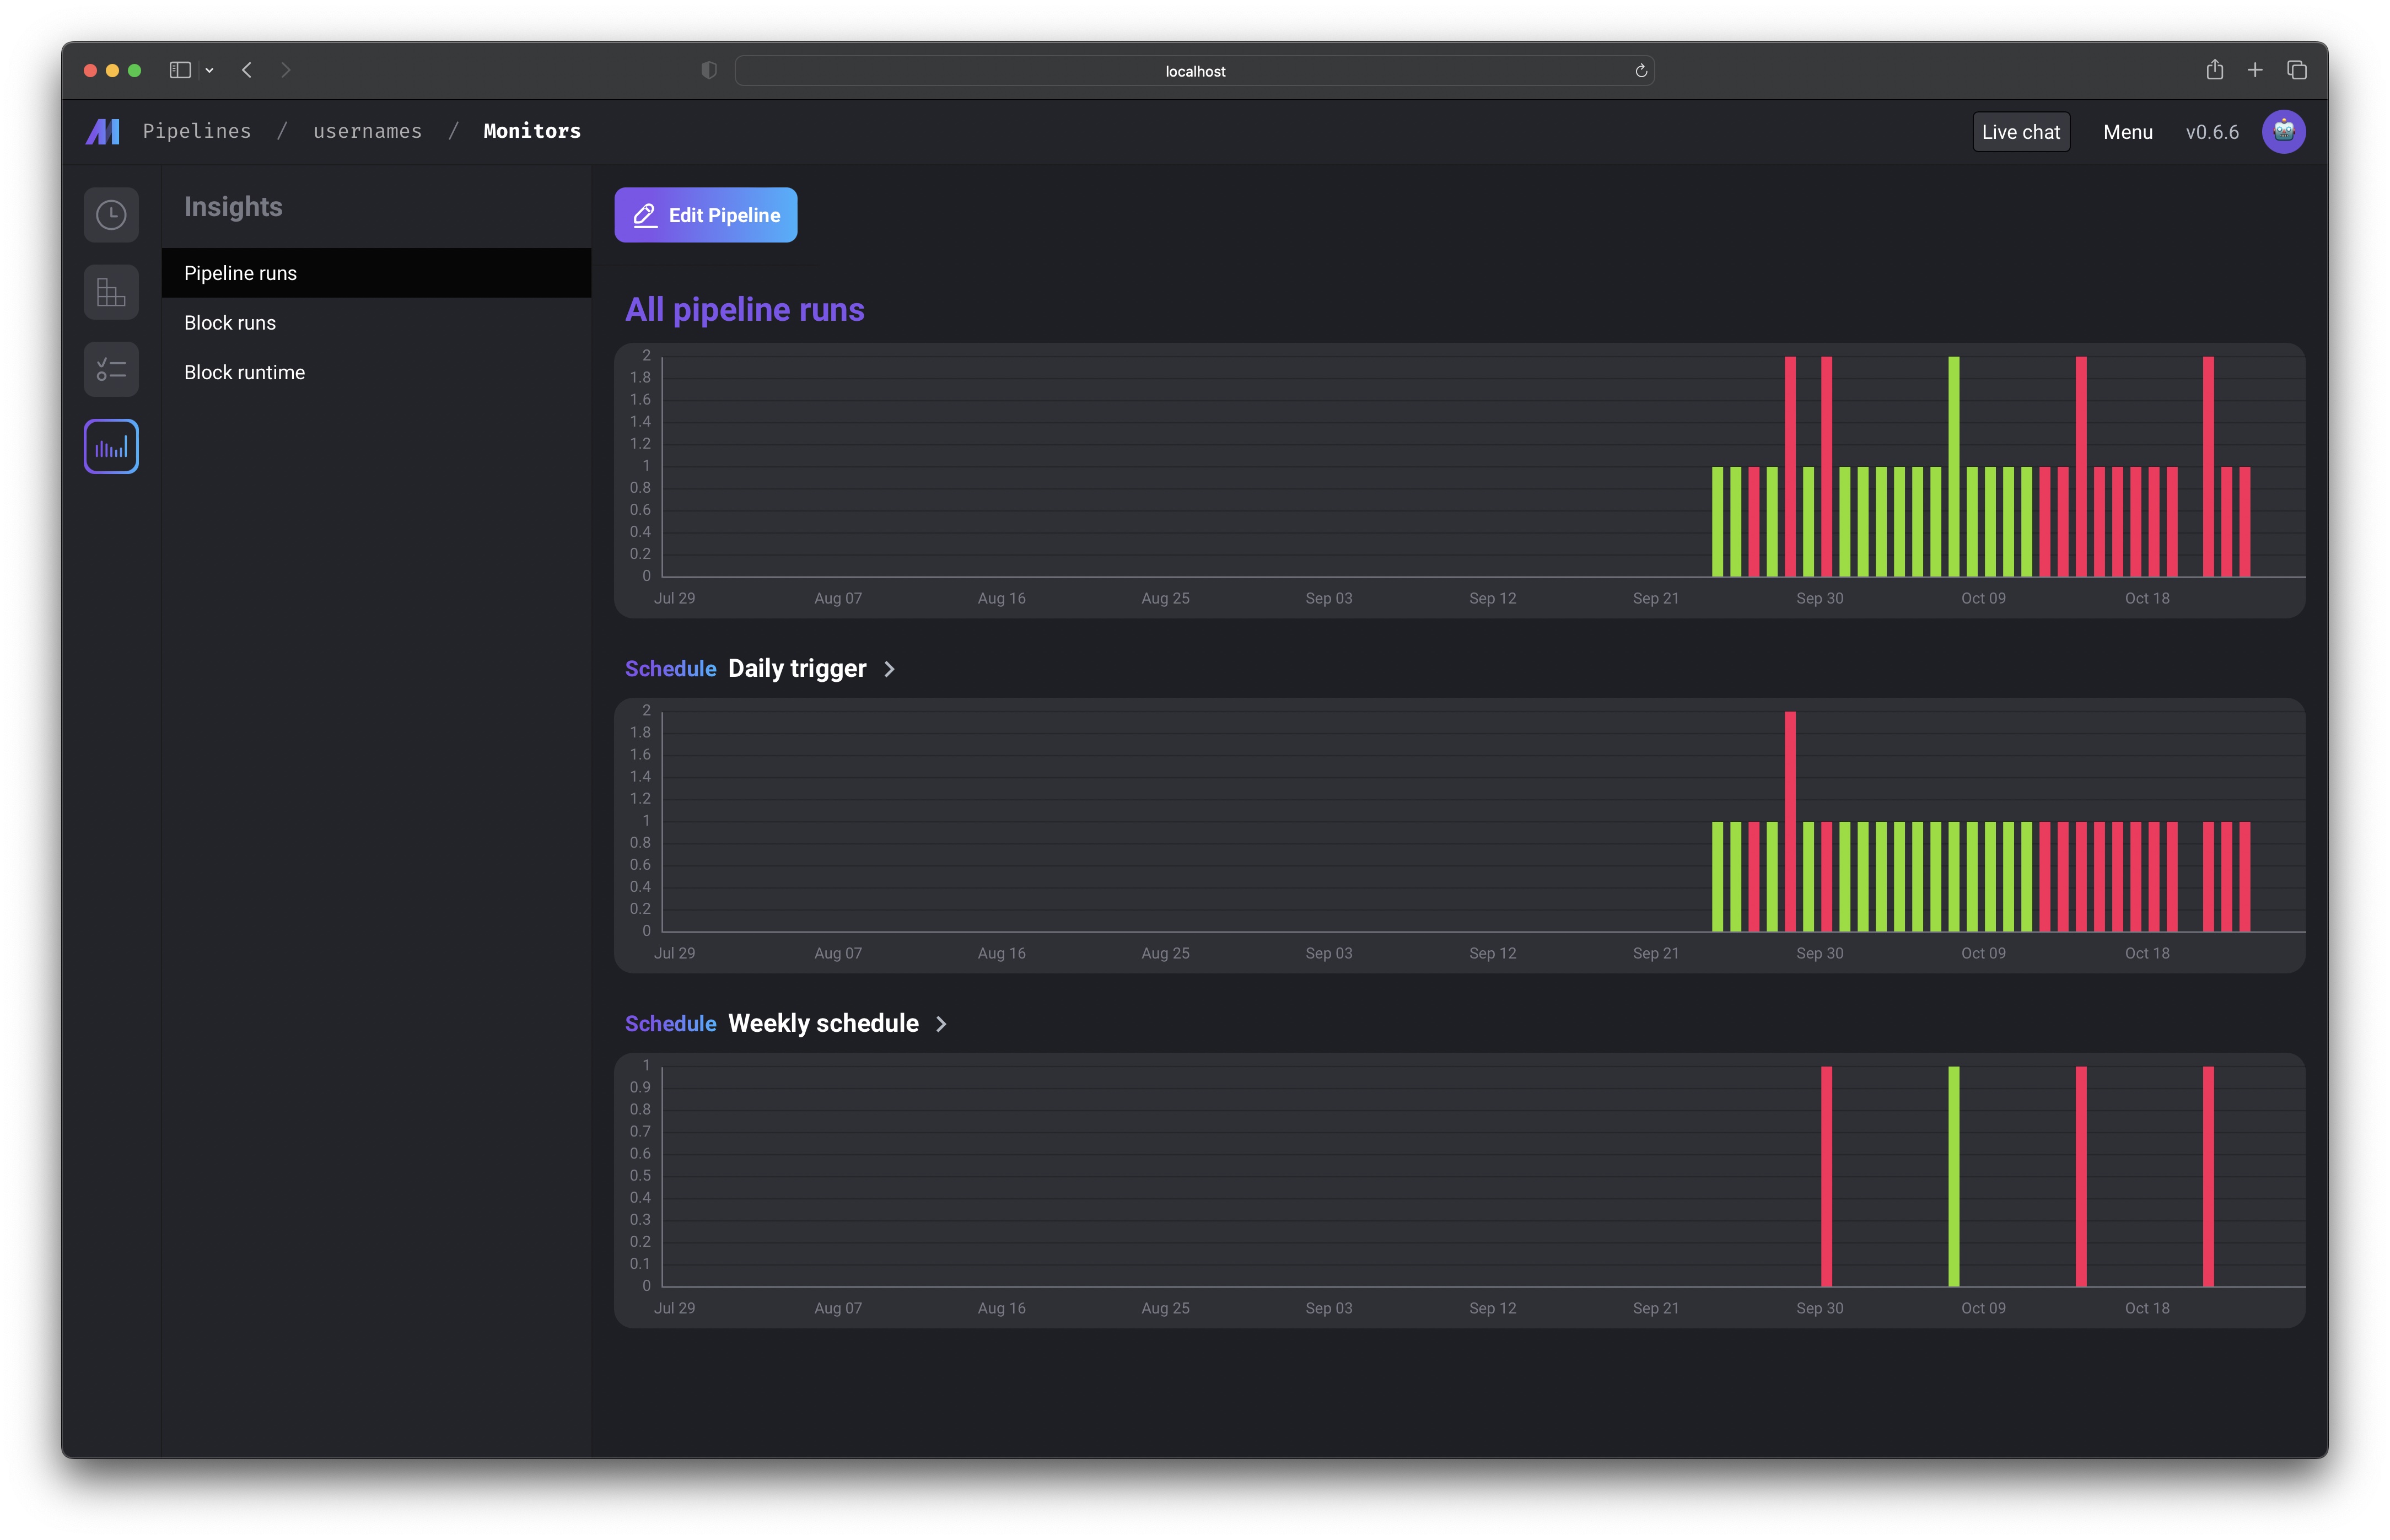 localhost
Pipelines / usernames / Monitors
Live chat Menu v0.6.6
Insights
Pipeline runs
Block runs
Block runtime
Edit Pipeline
All pipeline runs
2
1.8
1.6
1.4
1.2
1
0.8
0.6
0.4
0.2
0
Jul 29 Aug 07 Aug 16 Aug 25 Sep 03 Sep 12 Sep 21 Sep 30 Oct 09 Oct 18
Schedule Daily trigger
2
1.8
1.6
1.4
1.2
1
0.8
0.6
0.4
0.2
0
Jul 29 Aug 07 Aug 16 Aug 25 Sep 03 Sep 12 Sep 21 Sep 30 Oct 09 Oct 18
Schedule Weekly schedule
1
0.9
0.8
0.7
0.6
0.5
0.4
0.3
0.2
0.1
0
Jul 29 Aug 07 Aug 16 Aug 25 Sep 03 Sep 12 Sep 21 Sep 30 Oct 09 Oct 18